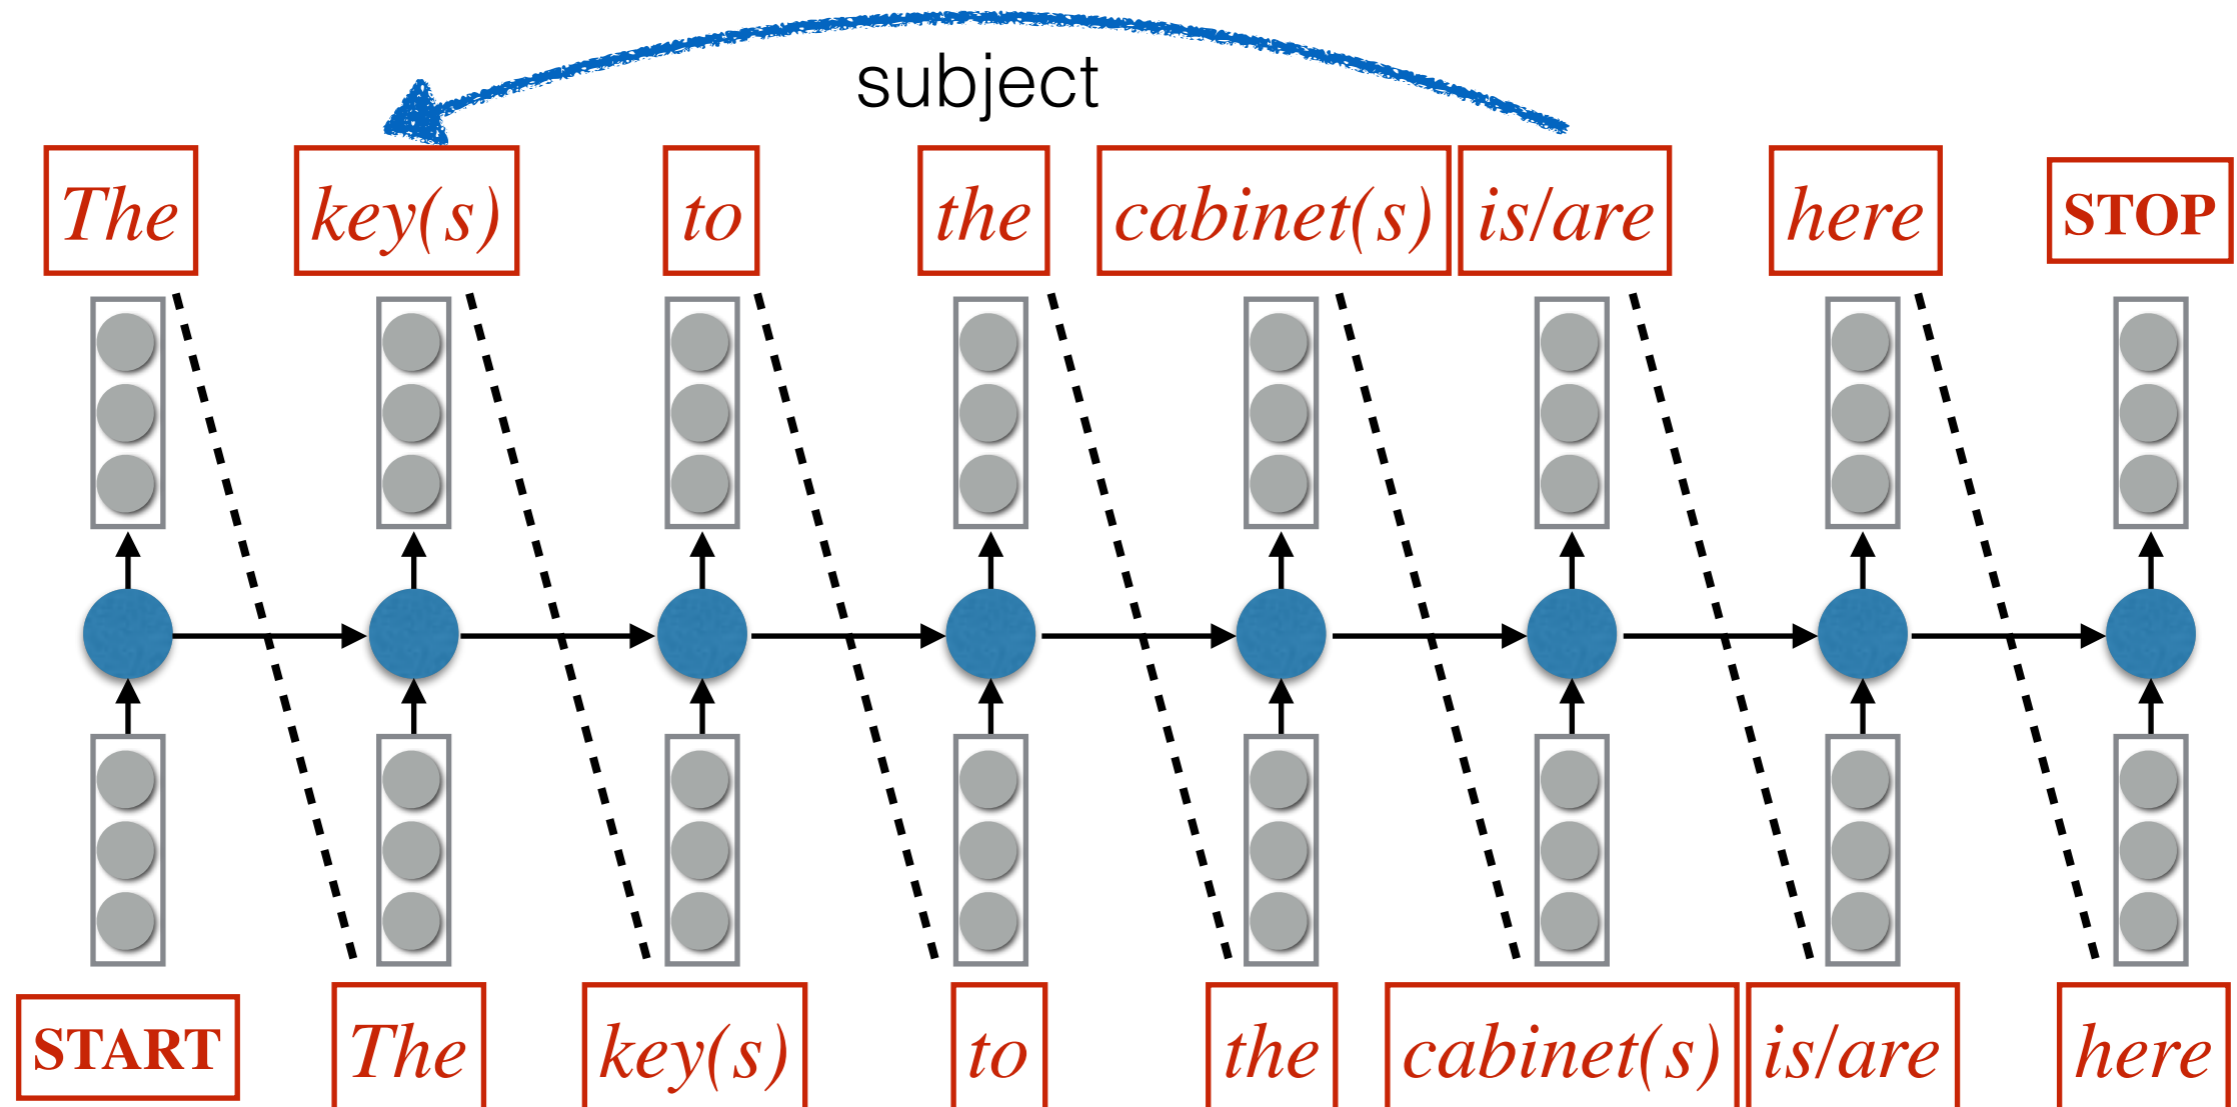 subject
The key(s) to the cabinet(s) is/are here STOP
START The key(s) to the cabinet(s) is/are here